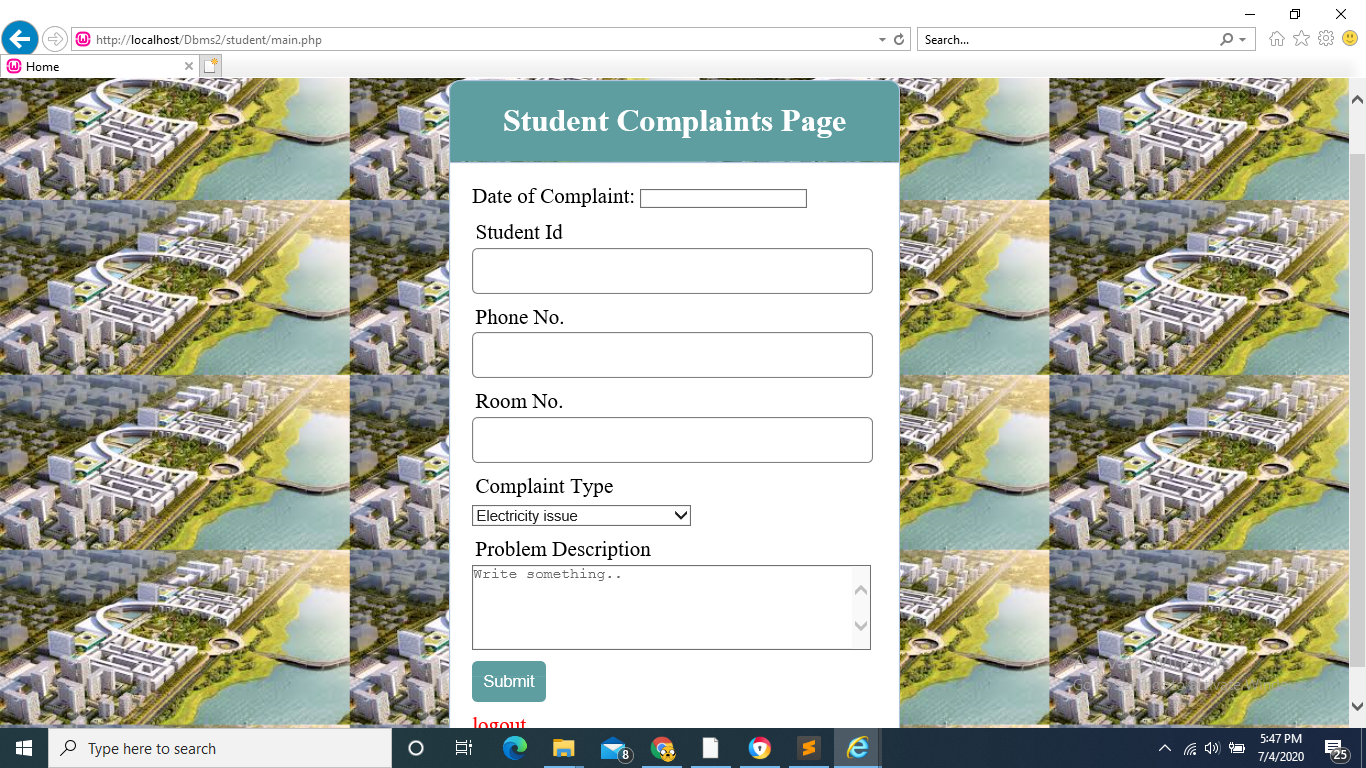 http://localhost/Dbms2/student/main.php
Search...
Home
Student Complaints Page
Date of Complaint:
Student Id
Phone No.
Room No.
Complaint Type
Electricity issue
Problem Description
Write something..
Submit
logout
Type here to search
8
5:47 PM
7/4/2020
25